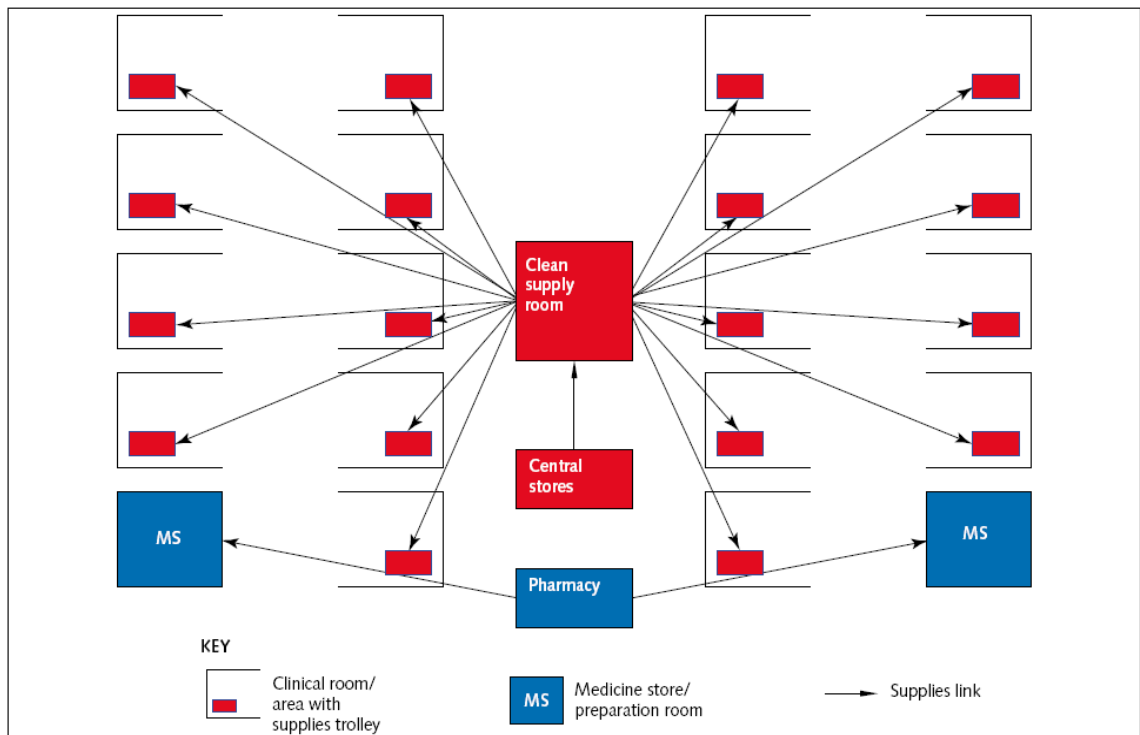 Clean
supply
room
Central
stores
MS
MS
Pharmacy
KEY
Clinical room/
area with
supplies trolley
MS
Medicine store/
preparation room
Supplies link